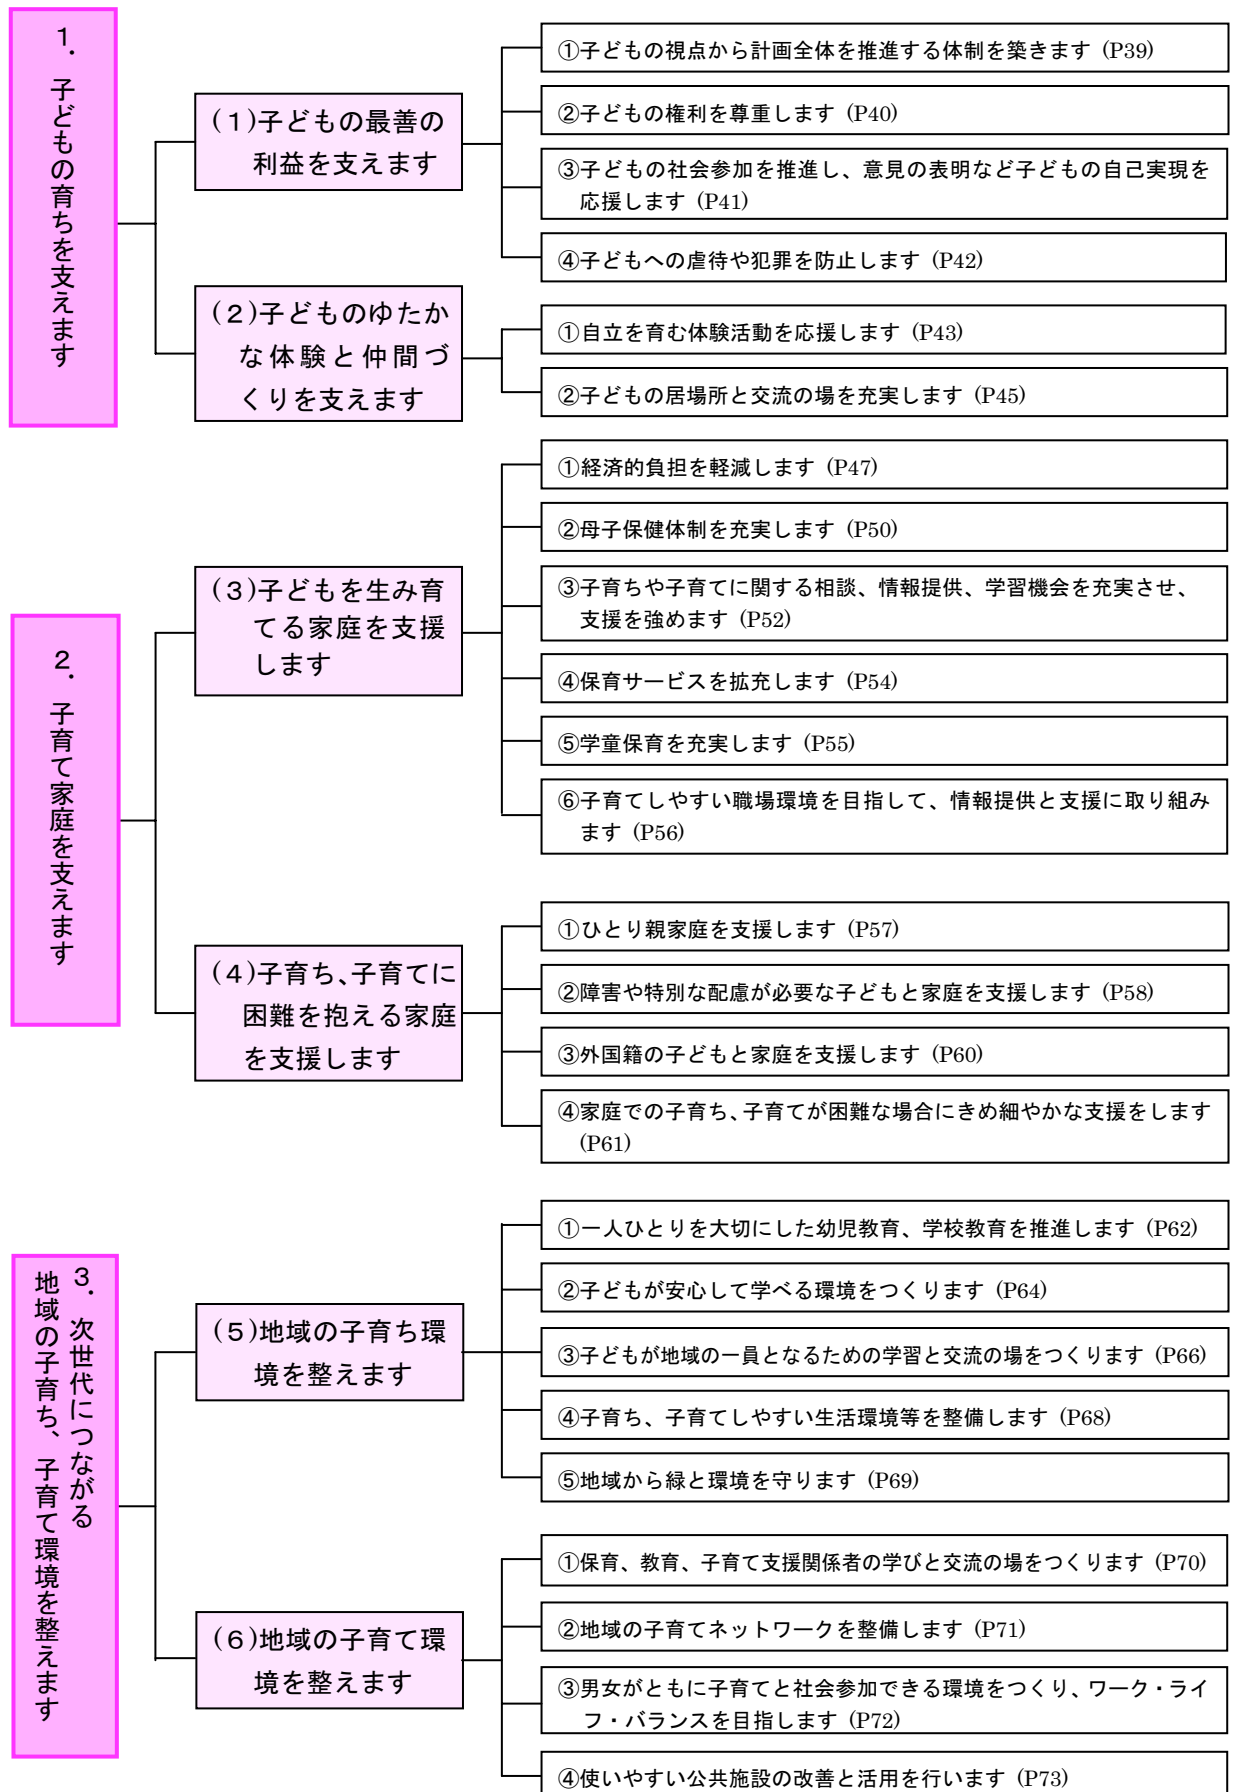 1. 子どもの育ちを支えます
(1)子どもの最善の
利益を支えます
①子どもの視点から計画全体を推進する体制を築きます (P39)
②子どもの権利を尊重します (P40)
③子どもの社会参加を推進し、意見の表明など子どもの自己実現を
応援します (P41)
④子どもへの虐待や犯罪を防止します (P42)
(2)子どものゆたか
な体験と仲間づ
くりを支えます
①自立を育む体験活動を応援します (P43)
②子どもの居場所と交流の場を充実します (P45)
2. 子育て家庭を支えます
(3)子どもを生み育
てる家庭を支援
します
①経済的負担を軽減します (P47)
②母子保健体制を充実します (P50)
③子育ちや子育てに関する相談、情報提供、学習機会を充実させ、
支援を強めます (P52)
④保育サービスを拡充します (P54)
⑤学童保育を充実します (P55)
⑥子育てしやすい職場環境を目指して、情報提供と支援に取り組み
ます (P56)
(4)子育ち、子育てに
困難を抱える家庭
を支援します
①ひとり親家庭を支援します (P57)
②障害や特別な配慮が必要な子どもと家庭を支援します (P58)
③外国籍の子どもと家庭を支援します (P60)
④家庭での子育ち、子育てが困難な場合にきめ細やかな支援をします
(P61)
3. 次世代につながる
地域の子育ち、子育て環境を整えます
(5)地域の子育ち環
境を整えます
①一人ひとりを大切にした幼児教育、学校教育を推進します (P62)
②子どもが安心して学べる環境をつくります (P64)
③子どもが地域の一員となるための学習と交流の場をつくります (P66)
④子育ち、子育てしやすい生活環境等を整備します (P68)
⑤地域から緑と環境を守ります (P69)
(6)地域の子育て環
境を整えます
①保育、教育、子育て支援関係者の学びと交流の場をつくります (P70)
②地域の子育てネットワークを整備します (P71)
③男女がともに子育てと社会参加できる環境をつくり、ワーク・ライ
フ・バランスを目指します (P72)
④使いやすい公共施設の改善と活用を行います (P73)